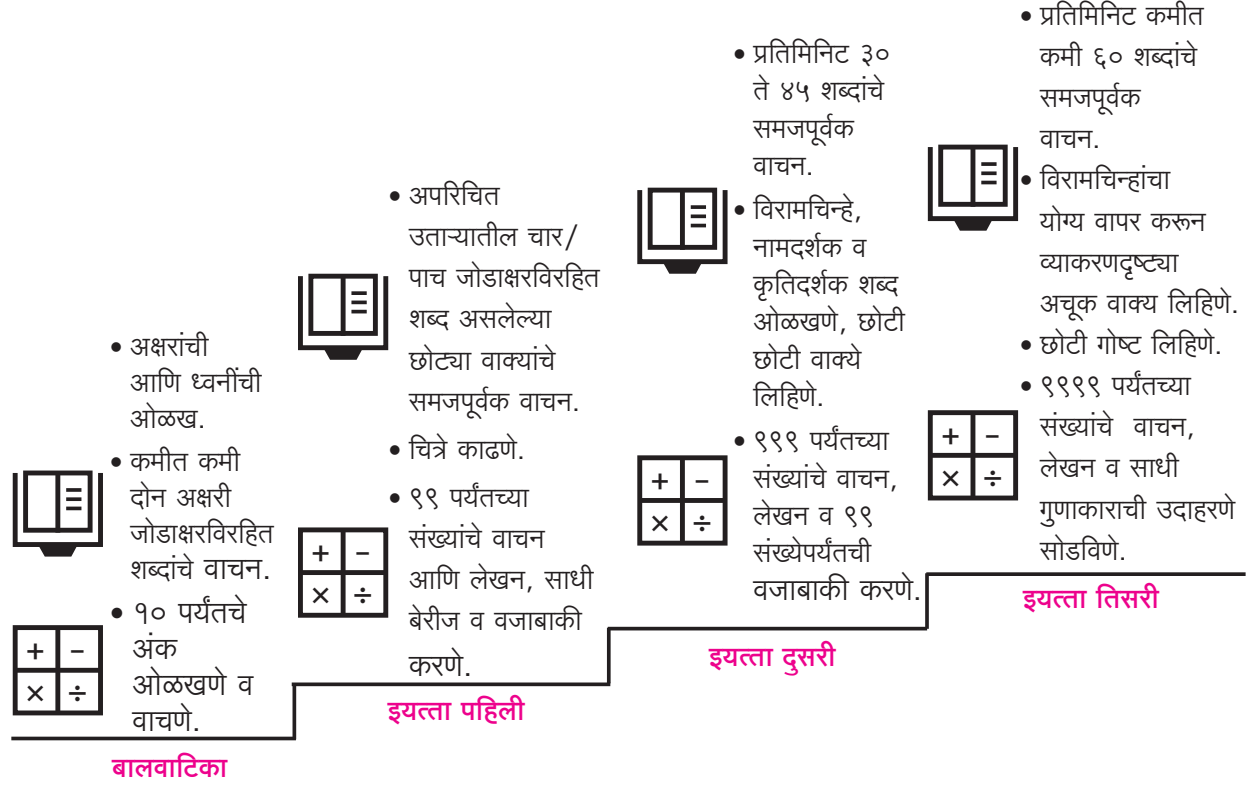 • अक्षरांची
आणि ध्वनींची
ओळख.
• कमीत कमी
दोन अक्षरी
जोडाक्षरविरहित
शब्दांचे वाचन.
• १० पर्यंतचे
अंक
ओळखणे व
वाचणे.
+ −
× ÷
बालवाटिका
• अपरिचित
उताऱ्यातील चार/
पाच जोडाक्षरविरहित
शब्द असलेल्या
छोट्या वाक्यांचे
समजपूर्वक वाचन.
• चित्रे काढणे.
• ९९ पर्यंतच्या
संख्यांचे वाचन
आणि लेखन, साधी
बेरीज व वजाबाकी
करणे.
+ −
× ÷
इयत्ता पहिली
• प्रतिमिनिट ३०
ते ४५ शब्दांचे
समजपूर्वक
वाचन.
• विरामचिन्हे,
नामदर्शक व
कृतिदर्शक शब्द
ओळखणे, छोटी
छोटी वाक्ये
लिहिणे.
• ९९९ पर्यंतच्या
संख्यांचे वाचन,
लेखन व ९९
संख्येपर्यंतची
वजाबाकी करणे.
+ −
× ÷
इयत्ता दुसरी
• प्रतिमिनिट कमीत
कमी ६० शब्दांचे
समजपूर्वक
वाचन.
• विरामचिन्हांचा
योग्य वापर करून
व्याकरणदृष्ट्या
अचूक वाक्य लिहिणे.
• छोटी गोष्ट लिहिणे.
• ९९९९ पर्यंतच्या
संख्यांचे वाचन,
लेखन व साधी
गुणाकाराची उदाहरणे
सोडविणे.
+ −
× ÷
इयत्ता तिसरी